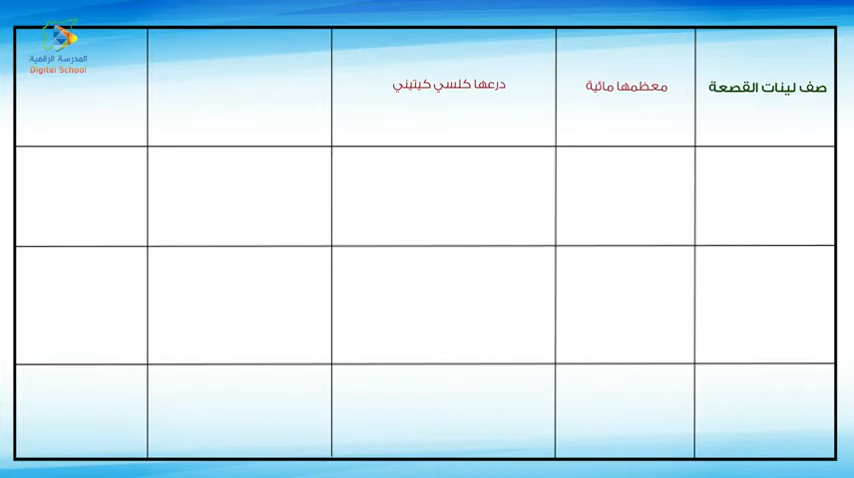 المدرسة الرقمية
Digital School
صف لينات القصعة
معظمها مائية
درعها كلسي كيتيني